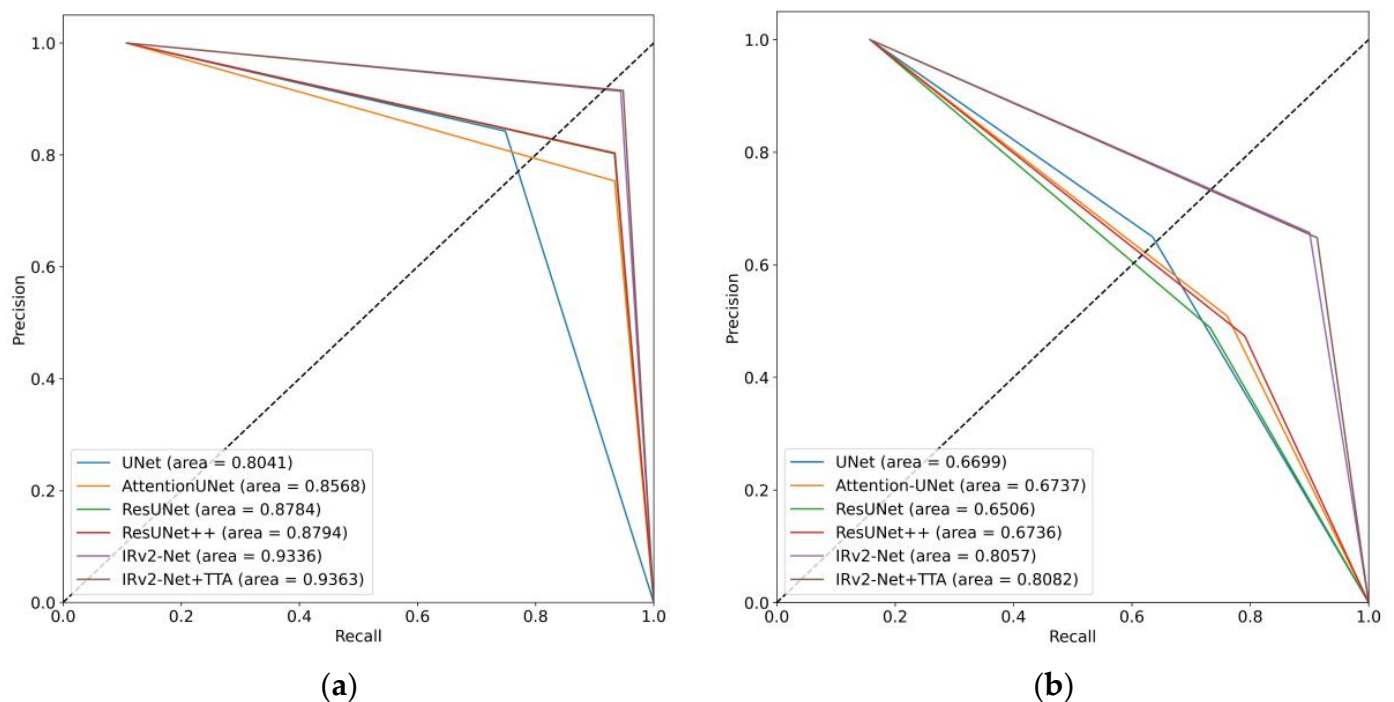 1.0
0.8
0.6
0.4
0.2
0.0
Precision
UNet (area = 0.8041)
AttentionUNet (area = 0.8568)
ResUNet (area = 0.8784)
ResUNet++ (area = 0.8794)
IRv2-Net (area = 0.9336)
IRv2-Net+TTA (area = 0.9363)
0.0 0.2 0.4 0.6 0.8 1.0
Recall
(a)
1.0
0.8
0.6
0.4
0.2
0.0
Precision
UNet (area = 0.6699)
Attention-UNet (area = 0.6737)
ResUNet (area = 0.6506)
ResUNet++ (area = 0.6736)
IRv2-Net (area = 0.8057)
IRv2-Net+TTA (area = 0.8082)
0.0 0.2 0.4 0.6 0.8 1.0
Recall
(b)